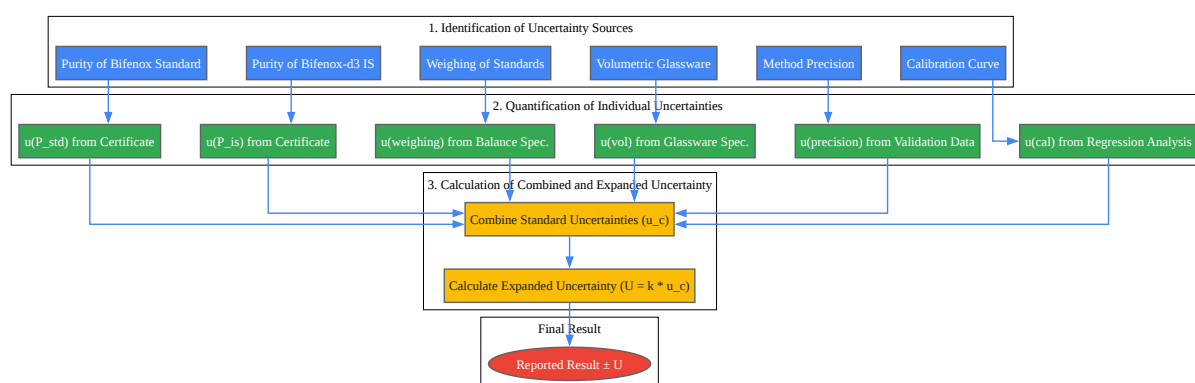 1. Identification of Uncertainty Sources
Purity of Bifenox Standard
Purity of Bifenox-d3 IS
Weighing of Standards
Volumetric Glassware
Method Precision
Calibration Curve
2. Quantification of Individual Uncertainties
u(P_std) from Certificate
u(P_is) from Certificate
u(weighing) from Balance Spec.
u(vol) from Glassware Spec.
u(precision) from Validation Data
u(cal) from Regression Analysis
3. Calculation of Combined and Expanded Uncertainty
Combine Standard Uncertainties (u_c)
Calculate Expanded Uncertainty (U = k * u_c)
Final Result
Reported Result ± U